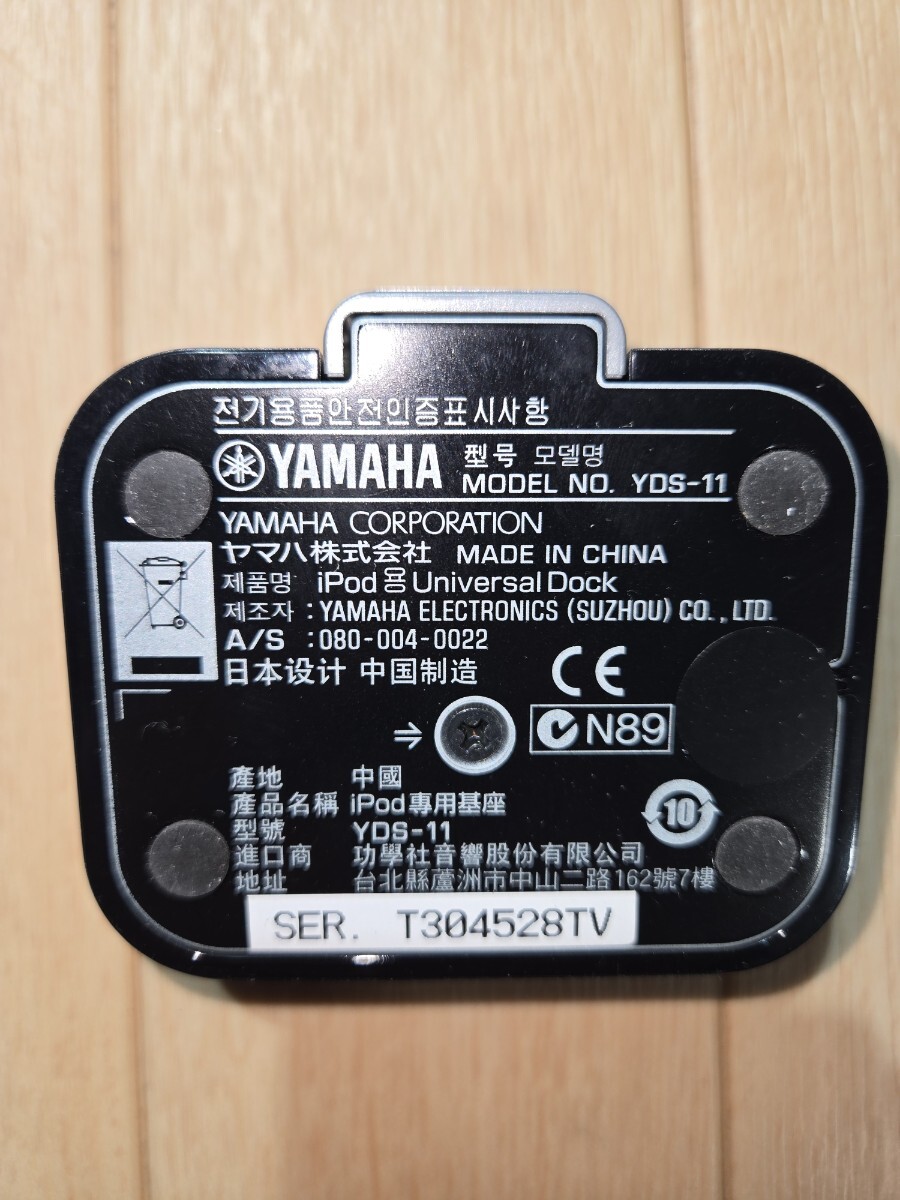 전기용품안전인증표시사항
YAMAHA 型号 모델명
MODEL NO. YDS-11
YAMAHA CORPORATION
ヤマハ株式会社 MADE IN CHINA
제품명 iPod용 Universal Dock
제조자 : YAMAHA ELECTRONICS (SUZHOU) CO., LTD.
A/S : 080-004-0022
日本设计 中国制造
CE
⇒ N89
產地 中國
產品名稱 iPod專用基座
10
型號 YDS-11
進口商 功學社音響股份有限公司
地址 台北縣蘆洲市中山二路162號7樓
SER. T304528TV